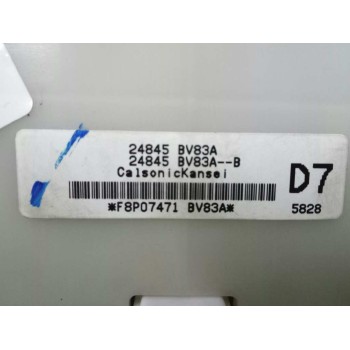 24845 BV83A
24845 BV83A--B
CalsonicKansei
D7
*F8P07471 BV83A*
5828